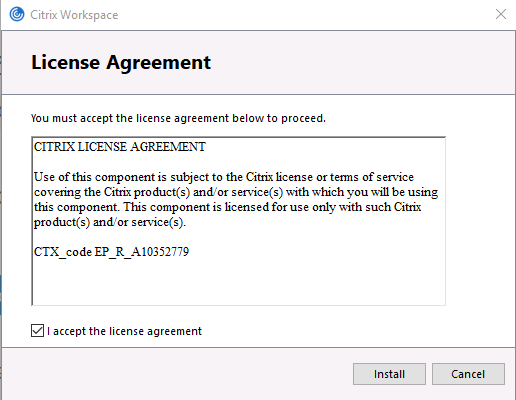 Citrix Workspace
License Agreement
You must accept the license agreement below to proceed.
CITRIX LICENSE AGREEMENT
Use of this component is subject to the Citrix license or terms of service
covering the Citrix product(s) and/or service(s) with which you will be using
this component. This component is licensed for use only with such Citrix
product(s) and/or service(s).
CTX_code EP_R_A10352779
I accept the license agreement
Install
Cancel